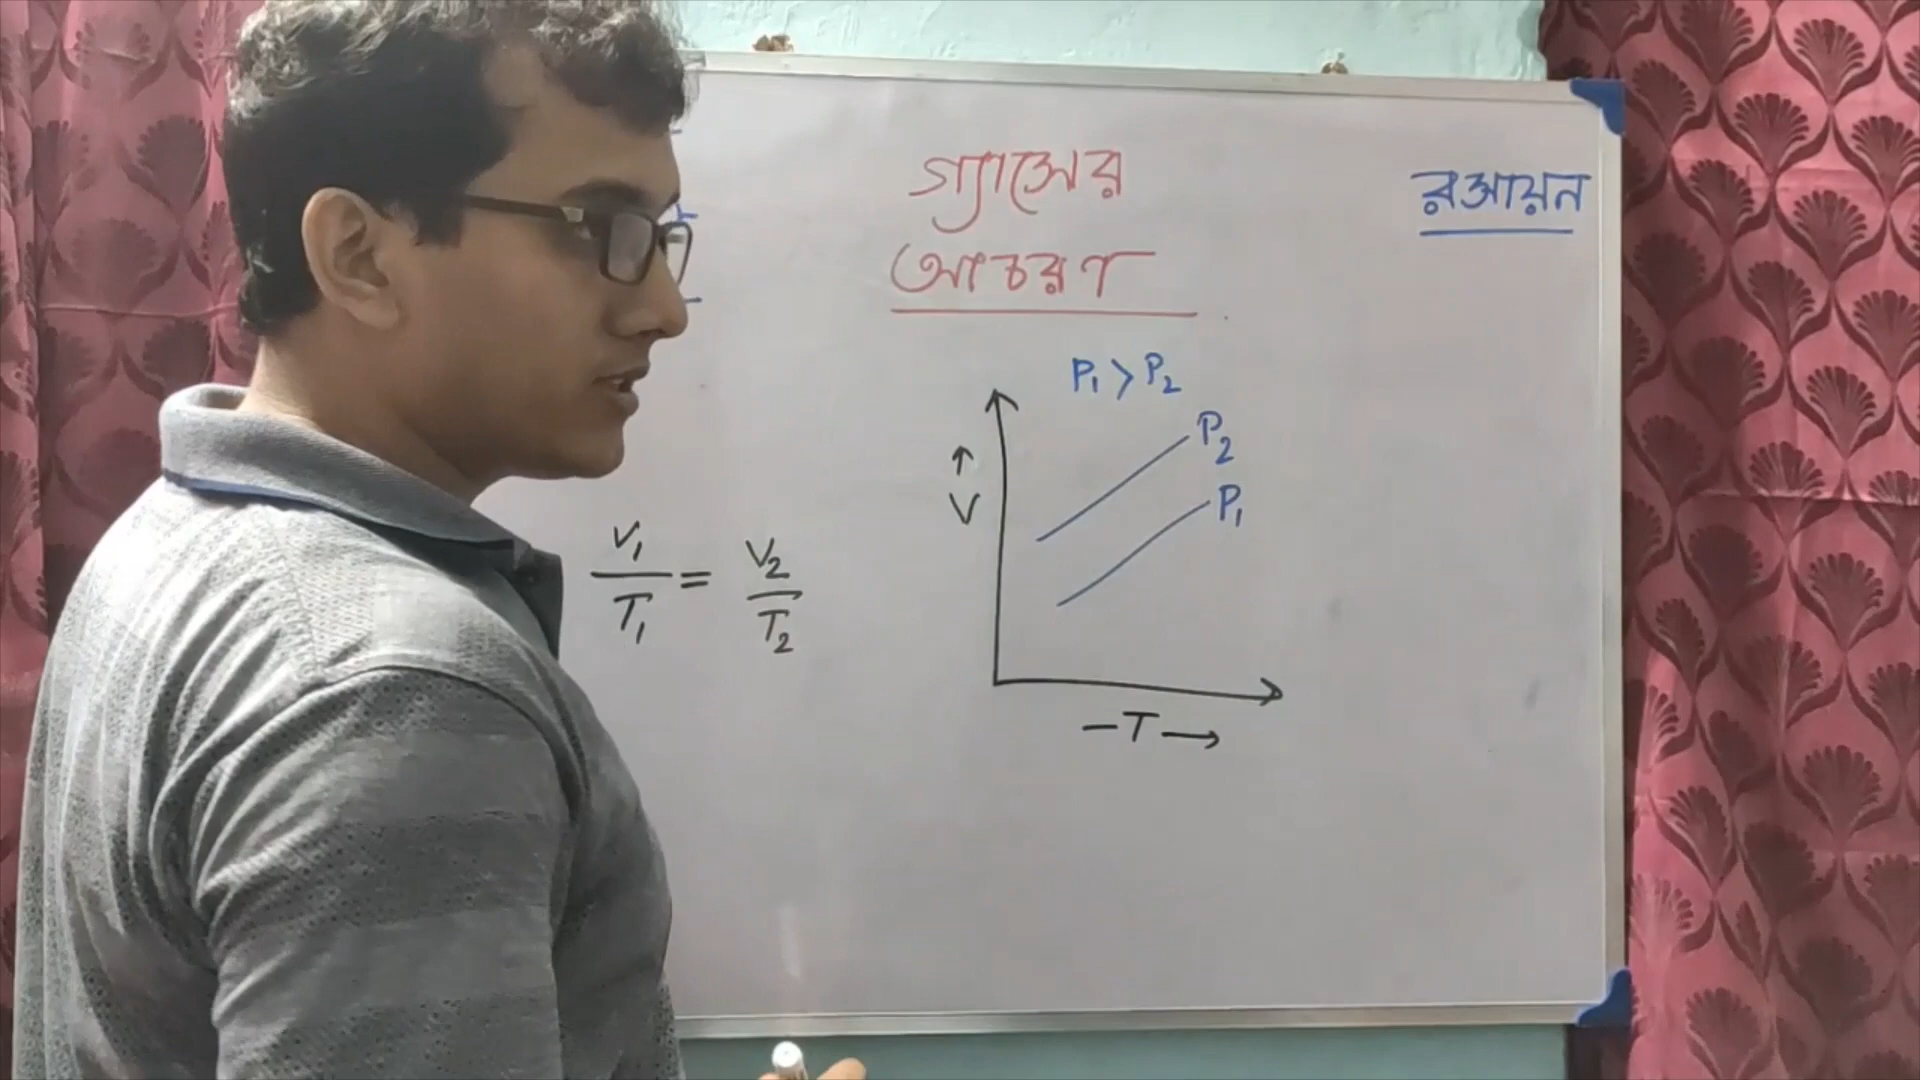 গ্যাসের
আচরণ
রসায়ন
P₁ > P₂
P₂
P₁
↑
V
—T→
V₁/T₁ = V₂/T₂